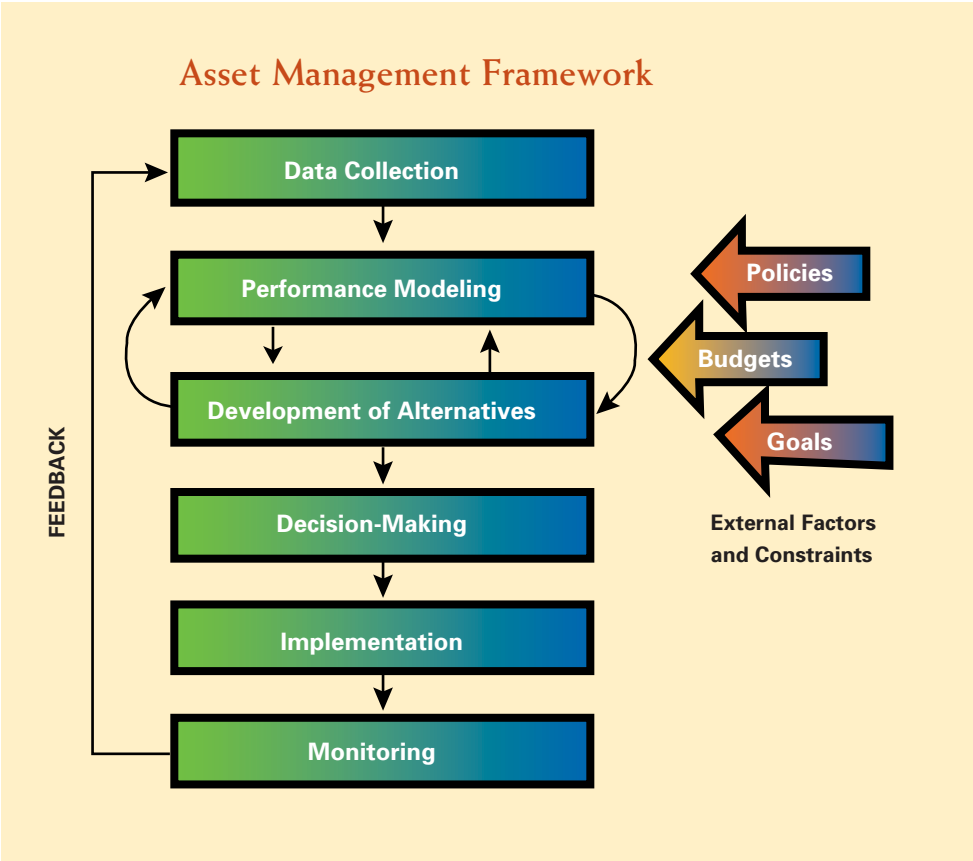 Asset Management Framework
Data Collection
Performance Modeling
Development of Alternatives
Decision-Making
Implementation
Monitoring
FEEDBACK
Policies
Budgets
Goals
External Factors
and Constraints